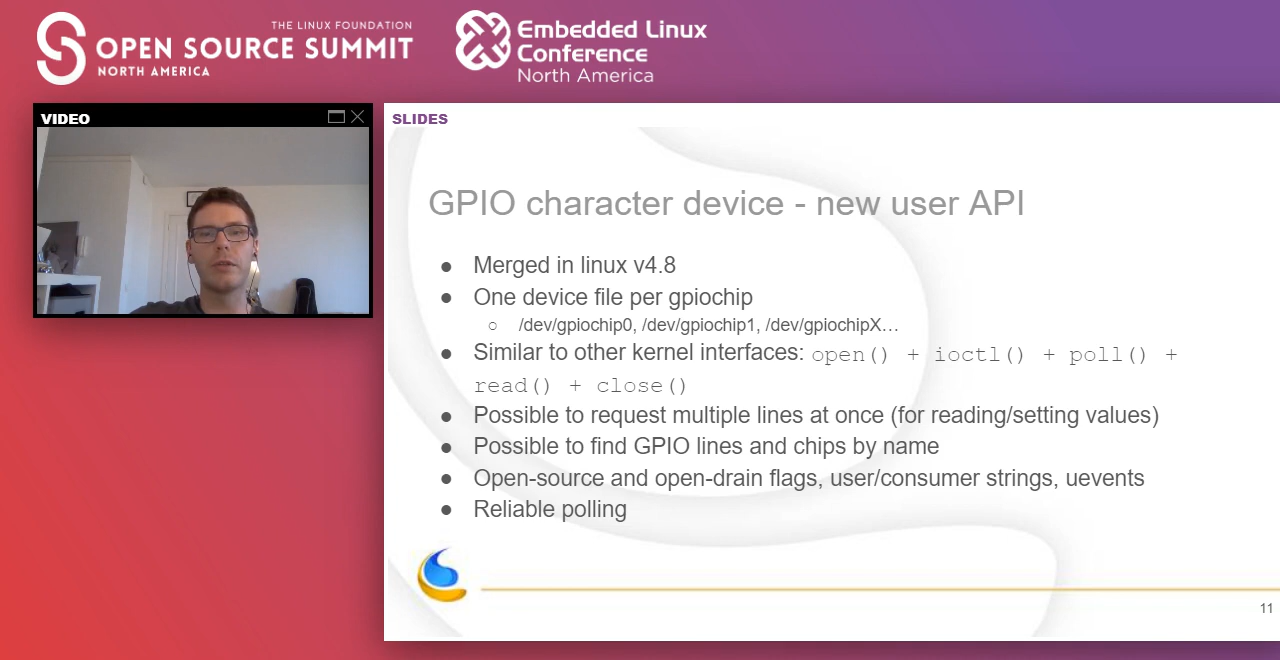 THE LINUX FOUNDATION
OPEN SOURCE SUMMIT
NORTH AMERICA
Embedded Linux
Conference
North America
VIDEO
SLIDES
GPIO character device - new user API
● Merged in linux v4.8
● One device file per gpiochip
○ /dev/gpiochip0, /dev/gpiochip1, /dev/gpiochipX…
● Similar to other kernel interfaces: open() + ioctl() + poll() +
read() + close()
● Possible to request multiple lines at once (for reading/setting values)
● Possible to find GPIO lines and chips by name
● Open-source and open-drain flags, user/consumer strings, uevents
● Reliable polling
11